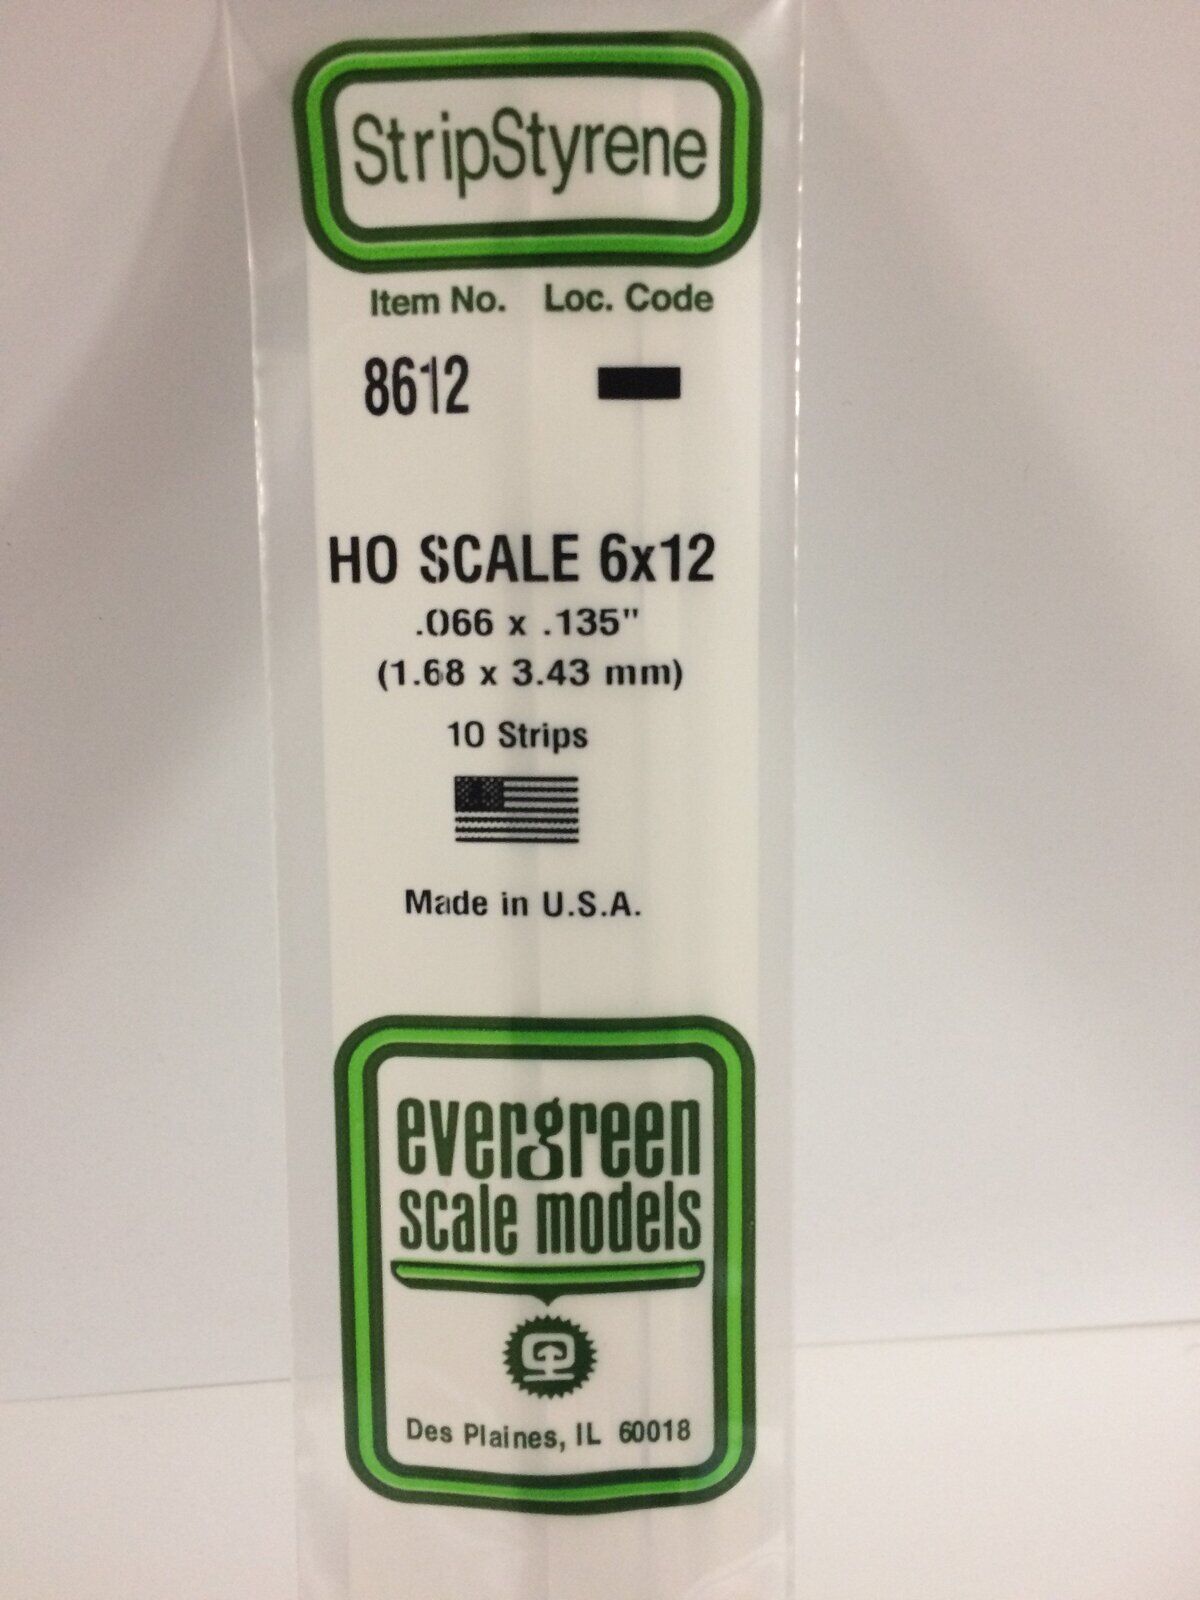 StripStyrene
Item No. Loc. Code
8612
HO SCALE 6x12
.066 x .135"
(1.68 x 3.43 mm)
10 Strips
Made in U.S.A.
evergreen
scale models
Des Plaines, IL 60018